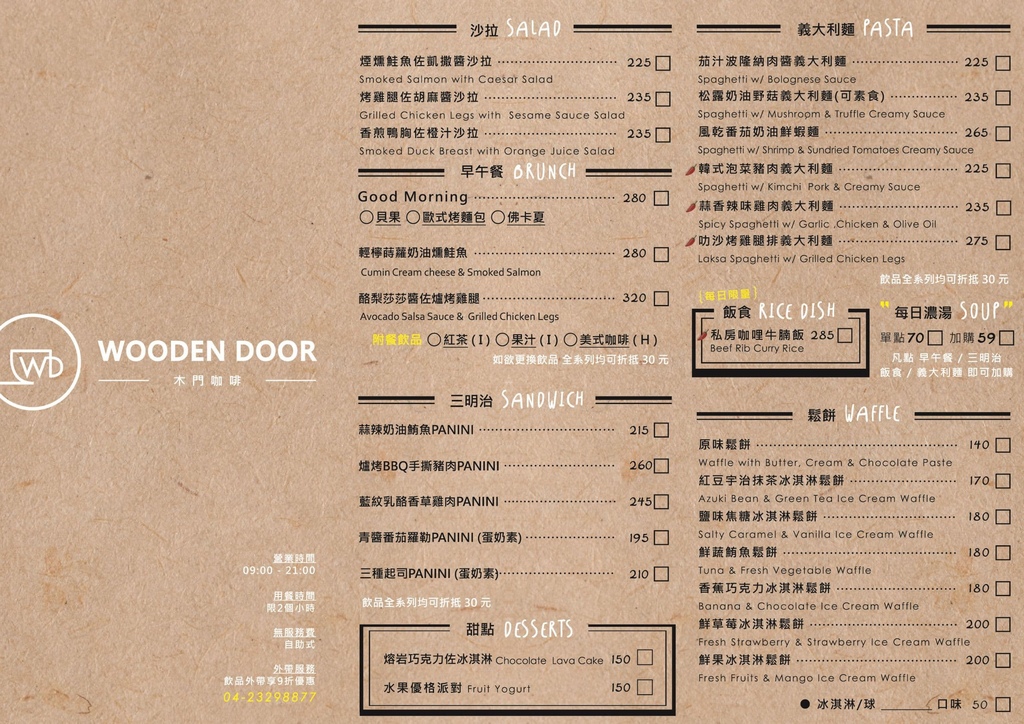 WD
WOODEN DOOR
木門咖啡
營業時間
09:00 - 21:00
用餐時間
限2個小時
無服務費
自助式
外帶服務
飲品外帶享9折優惠
04-23298877
沙拉 SALAD
煙燻鮭魚佐凱撒醬沙拉 225
Smoked Salmon with Caesar Salad
烤雞腿佐胡麻醬沙拉 235
Grilled Chicken Legs with Sesame Sauce Salad
香煎鴨胸佐橙汁沙拉 235
Smoked Duck Breast with Orange Juice Salad
早午餐 BRUNCH
Good Morning 280
貝果 歐式烤麵包 佛卡夏
輕檸蒔蘿奶油燻鮭魚 280
Cumin Cream cheese & Smoked Salmon
酪梨莎莎醬佐爐烤雞腿 320
Avocado Salsa Sauce & Grilled Chicken Legs
附餐飲品 紅茶 ( I ) 果汁 ( I ) 美式咖啡 ( H )
如欲更換飲品 全系列均可折抵 30 元
三明治 SANDWICH
蒜辣奶油鮪魚PANINI 215
爐烤BBQ手撕豬肉PANINI 260
藍紋乳酪香草雞肉PANINI 245
青醬番茄羅勒PANINI (蛋奶素) 195
三種起司PANINI (蛋奶素) 210
飲品全系列均可折抵 30 元
甜點 DESSERTS
熔岩巧克力佐冰淇淋 Chocolate Lava Cake 150
水果優格派對 Fruit Yogurt 150
義大利麵 PASTA
茄汁波隆納肉醬義大利麵 225
Spaghetti w/ Bolognese Sauce
松露奶油野菇義大利麵(可素食) 235
Spaghetti w/ Mushroom & Truffle Creamy Sauce
風乾番茄奶油鮮蝦麵 265
Spaghetti w/ Shrimp & Sundried Tomatoes Creamy Sauce
韓式泡菜豬肉義大利麵 225
Spaghetti w/ Kimchi Pork & Creamy Sauce
蒜香辣味雞肉義大利麵 235
Spicy Spaghetti w/ Garlic .Chicken & Olive Oil
叻沙烤雞腿排義大利麵 275
Laksa Spaghetti w/ Grilled Chicken Legs
飲品全系列均可折抵 30 元
[每日限量]
飯食 RICE DISH
私房咖哩牛腩飯 285
Beef Rib Curry Rice
"每日濃湯 SOUP"
單點70 加購59
凡點 早午餐 / 三明治
飯食 / 義大利麵 即可加購
鬆餅 WAFFLE
原味鬆餅 140
Waffle with Butter, Cream & Chocolate Paste
紅豆宇治抹茶冰淇淋鬆餅 170
Azuki Bean & Green Tea Ice Cream Waffle
鹽味焦糖冰淇淋鬆餅 180
Salty Caramel & Vanilla Ice Cream Waffle
鮮蔬鮪魚鬆餅 180
Tuna & Fresh Vegetable Waffle
香蕉巧克力冰淇淋鬆餅 180
Banana & Chocolate Ice Cream Waffle
鮮草莓冰淇淋鬆餅 200
Fresh Strawberry & Strawberry Ice Cream Waffle
鮮果冰淇淋鬆餅 200
Fresh Fruits & Mango Ice Cream Waffle
● 冰淇淋/球 ______ 口味 50